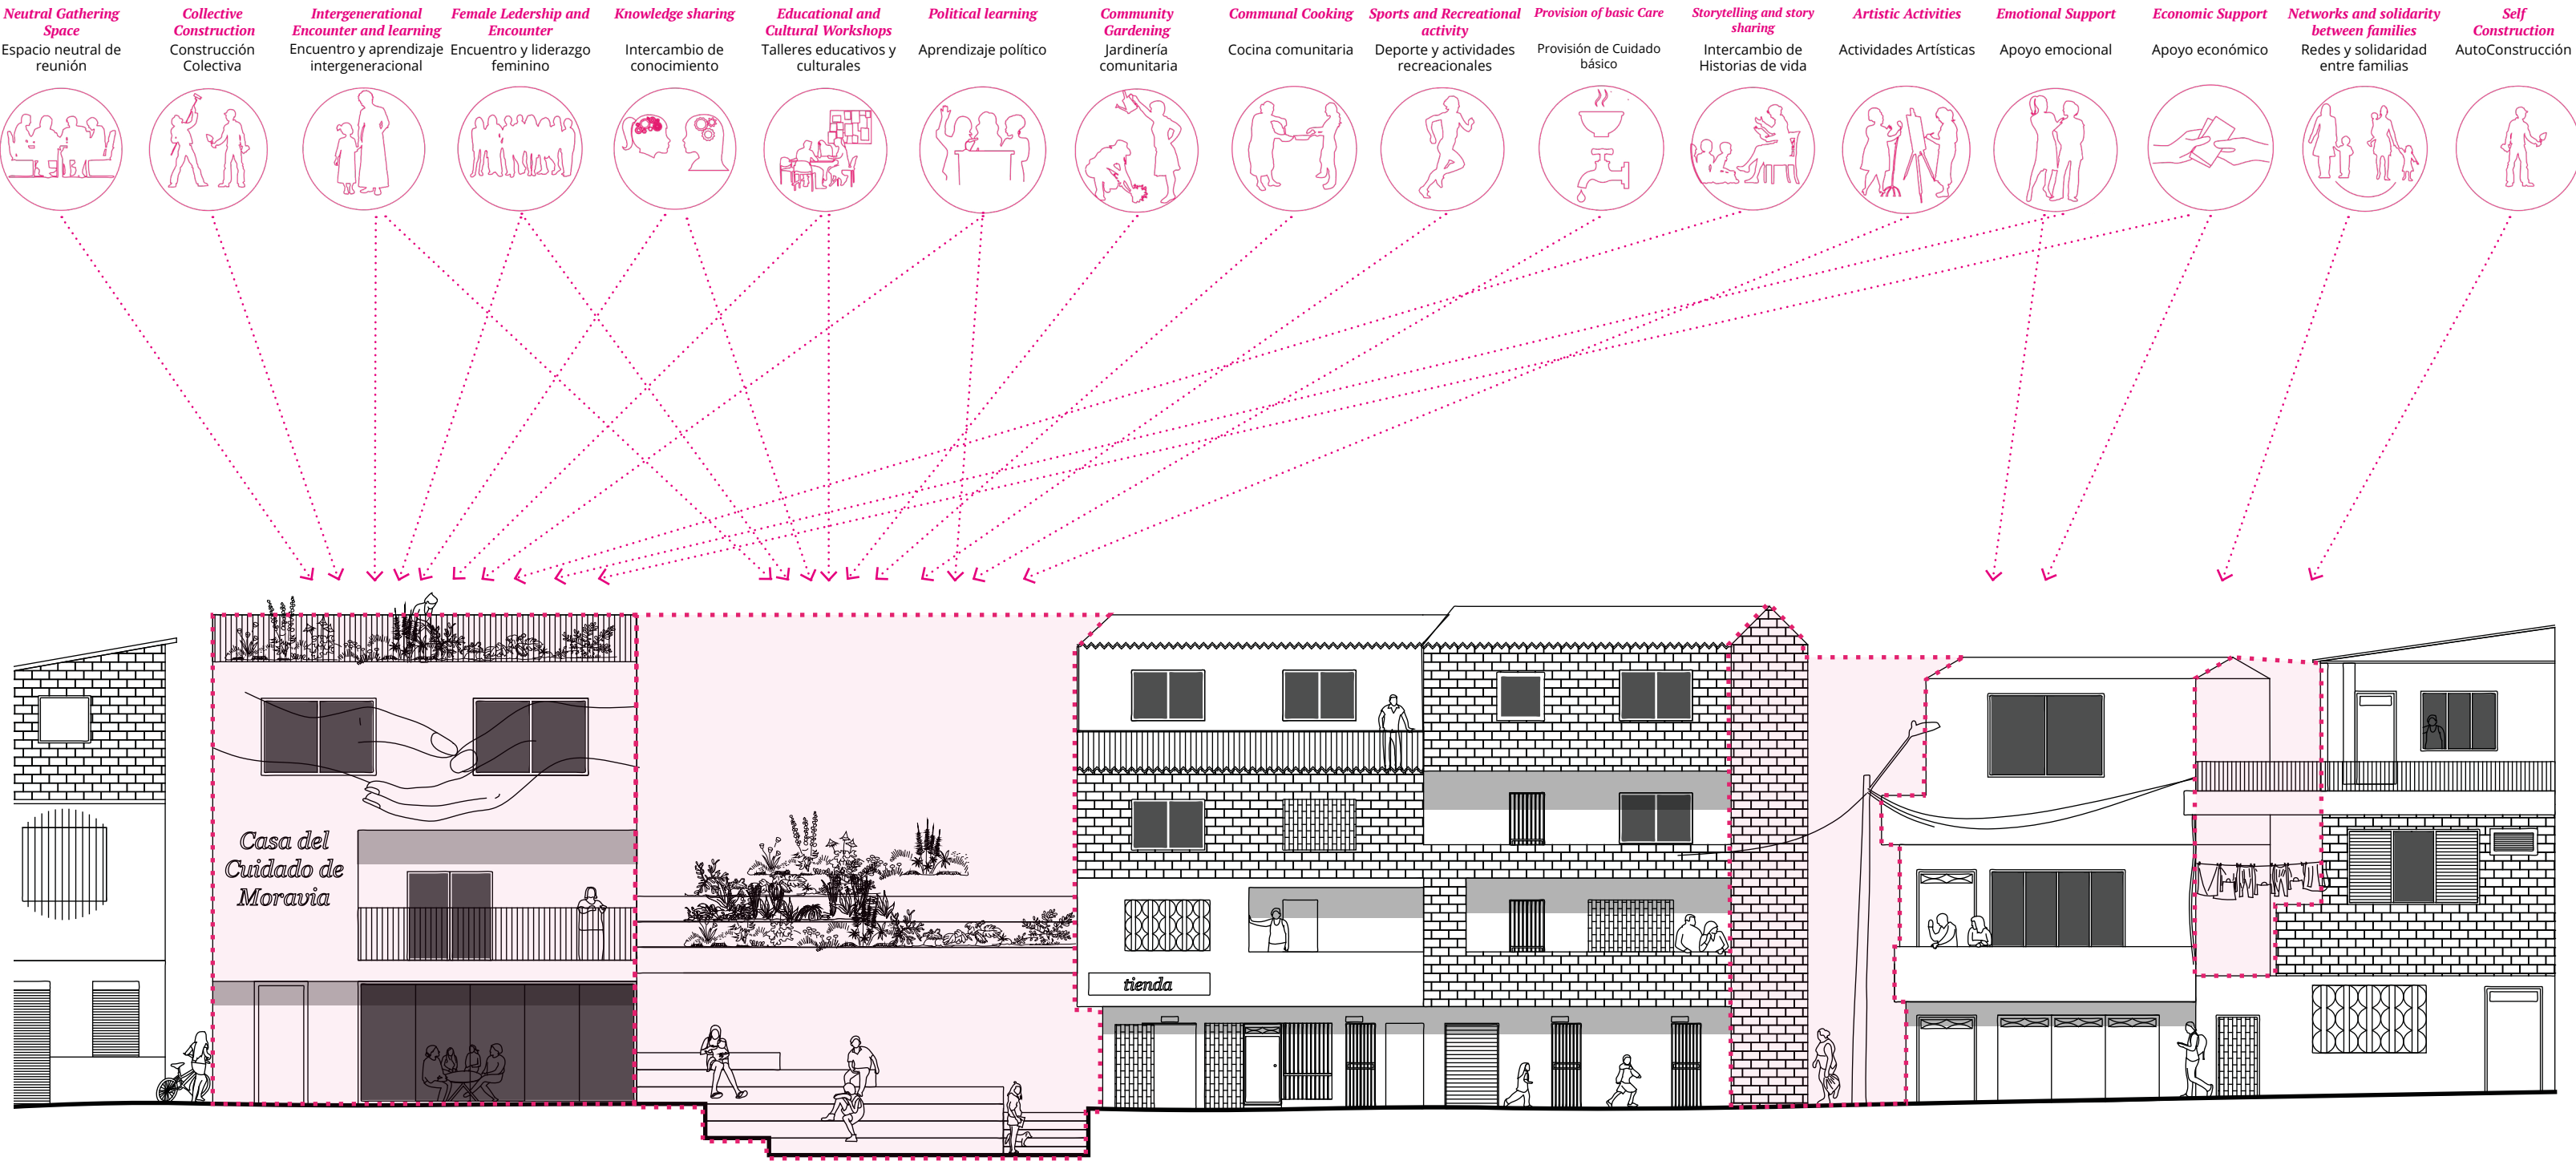 Neutral Gathering
Space
Espacio neutral de
reunión
Collective
Construction
Construcción
Colectiva
Intergenerational
Encounter and learning
Encuentro y aprendizaje
intergeneracional
Female Ledership and
Encounter
Encuentro y liderazgo
feminino
Knowledge sharing
Intercambio de
conocimiento
Educational and
Cultural Workshops
Talleres educativos y
culturales
Political learning
Aprendizaje político
Community
Gardening
Jardinería
comunitaria
Communal Cooking
Cocina comunitaria
Sports and Recreational
activity
Deporte y actividades
recreacionales
Provision of basic Care
Provisión de Cuidado
básico
Storytelling and story
sharing
Intercambio de
Historias de vida
Artistic Activities
Actividades Artísticas
Emotional Support
Apoyo emocional
Economic Support
Apoyo económico
Networks and solidarity
between families
Redes y solidaridad
entre familias
Self
Construction
AutoConstrucción
Casa del
Cuidado de
Moravia
tienda